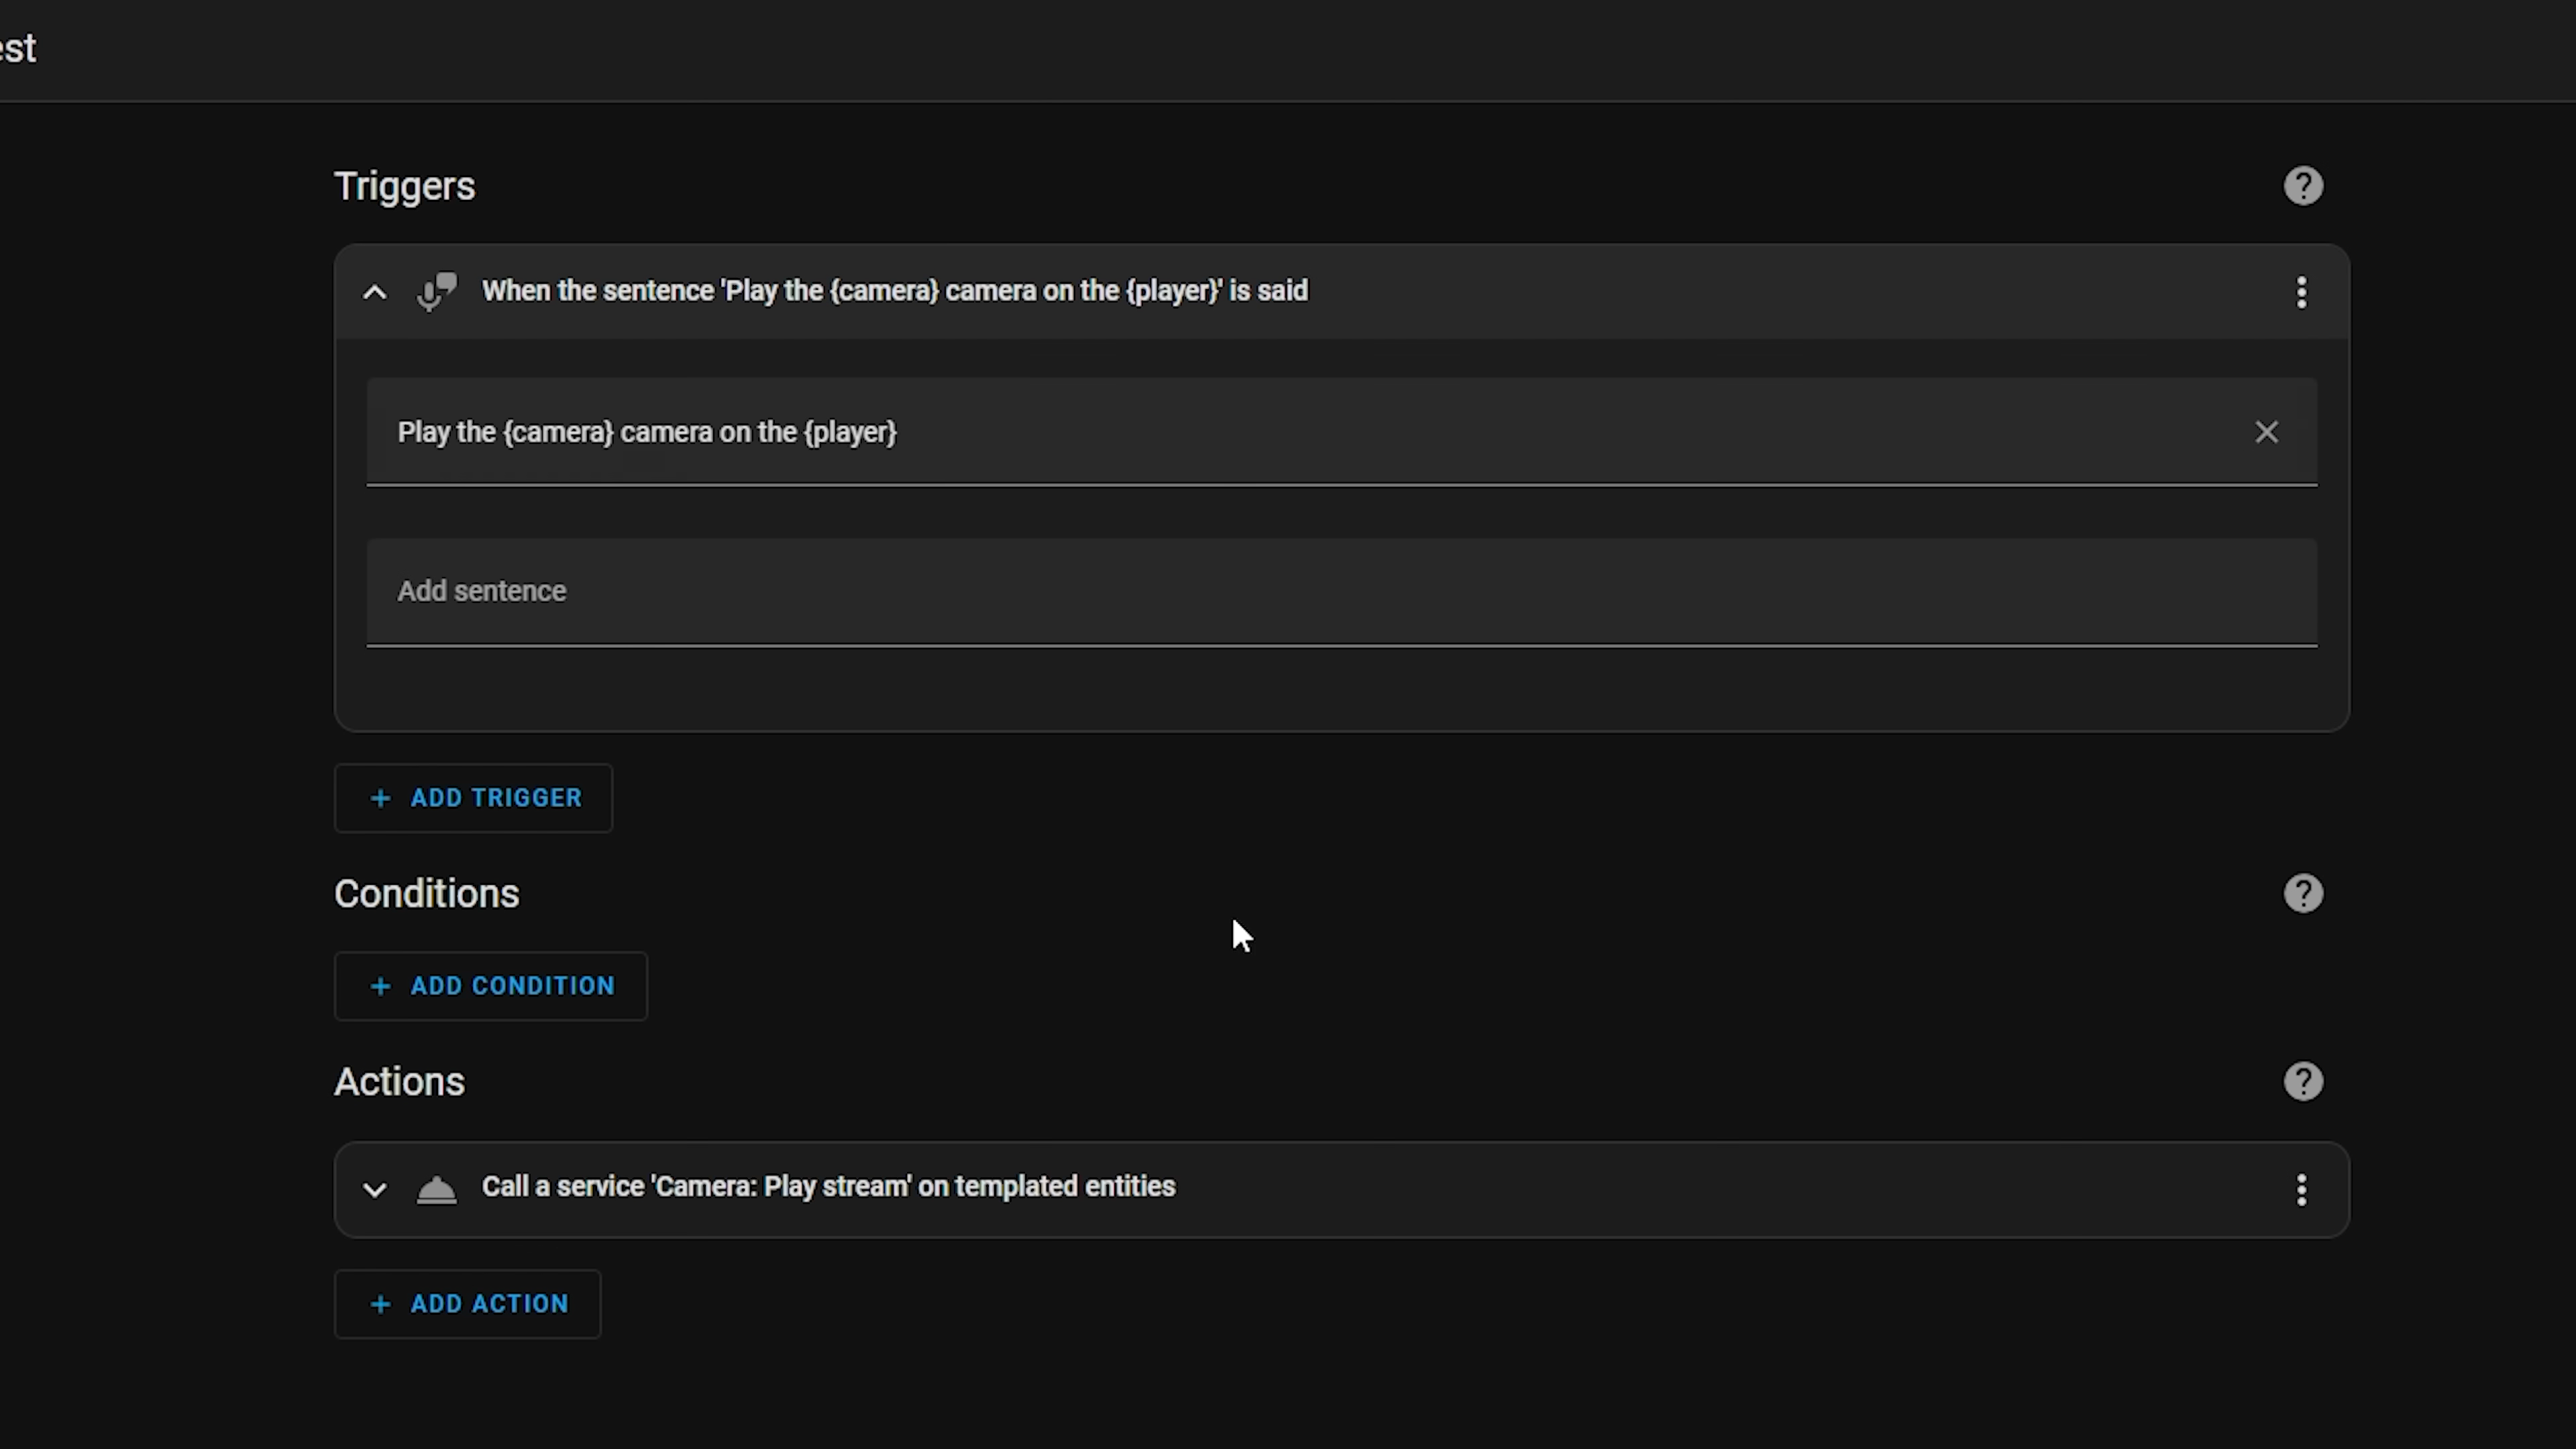 est
Triggers
When the sentence 'Play the {camera} camera on the {player}' is said
Play the {camera} camera on the {player}
Add sentence
+ ADD TRIGGER
Conditions
+ ADD CONDITION
Actions
Call a service 'Camera: Play stream' on templated entities
+ ADD ACTION